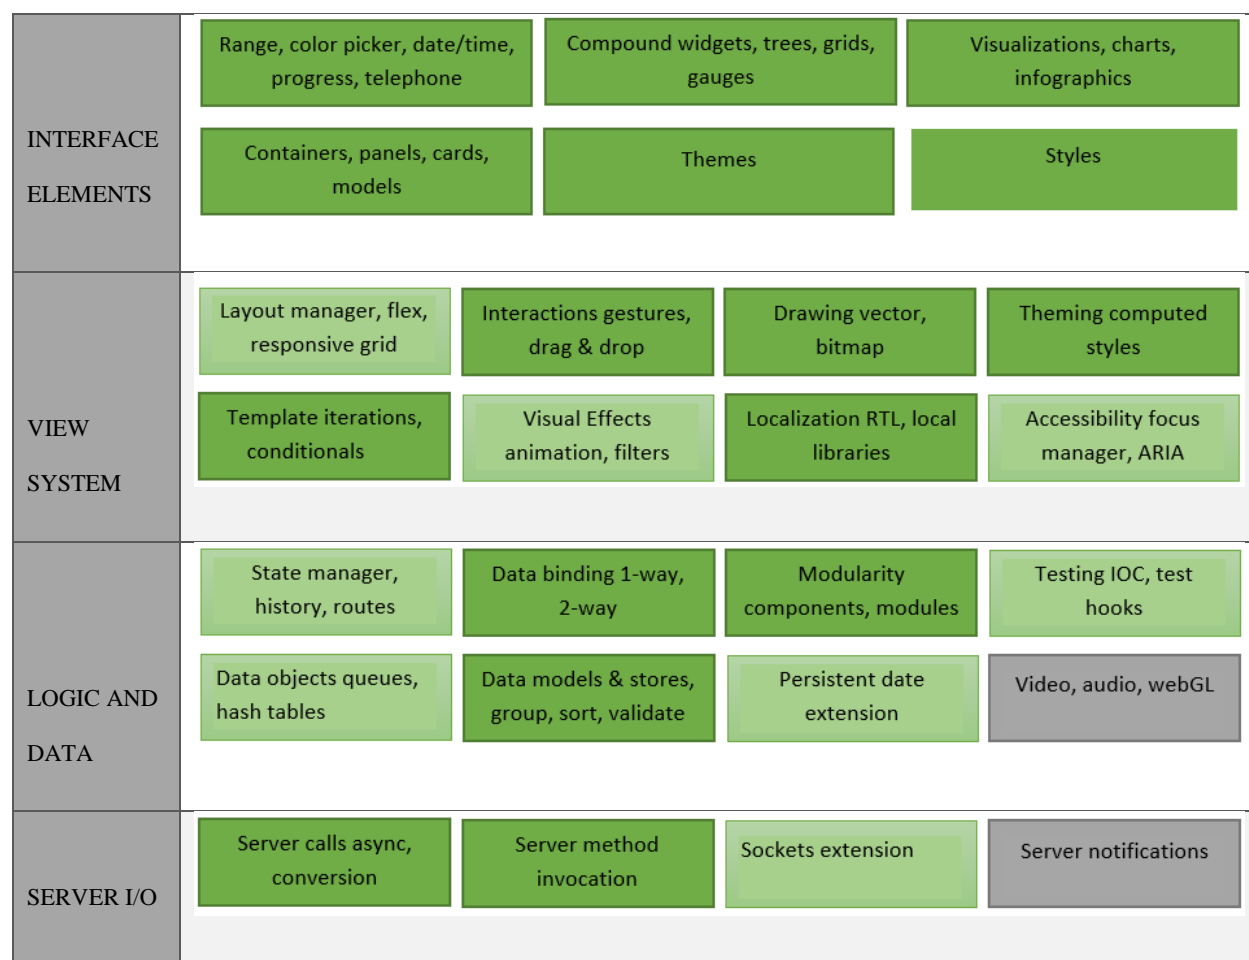 INTERFACE
ELEMENTS
Range, color picker, date/time,
progress, telephone
Compound widgets, trees, grids,
gauges
Visualizations, charts,
infographics
Containers, panels, cards,
models
Themes
Styles
VIEW
SYSTEM
Layout manager, flex,
responsive grid
Interactions gestures,
drag & drop
Drawing vector,
bitmap
Theming computed
styles
Template iterations,
conditionals
Visual Effects
animation, filters
Localization RTL, local
libraries
Accessibility focus
manager, ARIA
LOGIC AND
DATA
State manager,
history, routes
Data binding 1-way,
2-way
Modularity
components, modules
Testing IOC, test
hooks
Data objects queues,
hash tables
Data models & stores,
group, sort, validate
Persistent date
extension
Video, audio, webGL
SERVER I/O
Server calls async,
conversion
Server method
invocation
Sockets extension
Server notifications